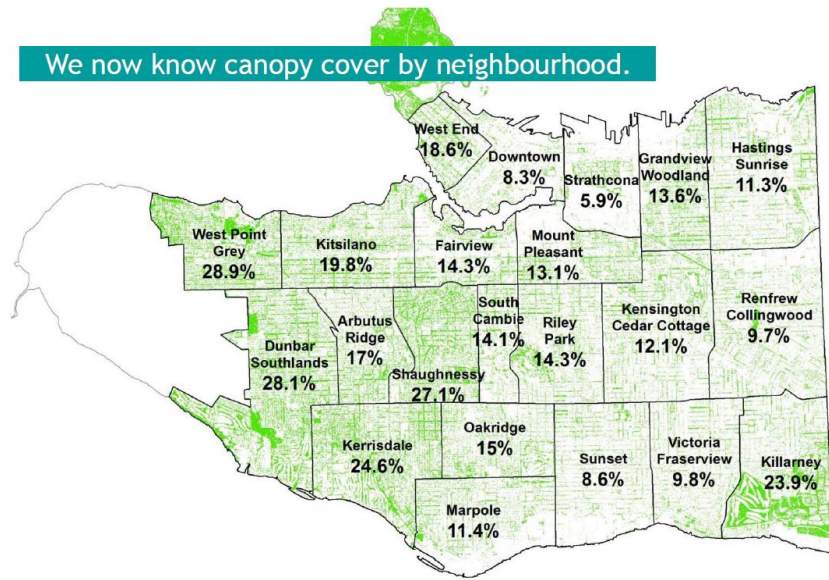 We now know canopy cover by neighbourhood.
West End
18.6%
Downtown
8.3%
Strathcona
5.9%
Grandview
Woodland
13.6%
Hastings
Sunrise
11.3%
West Point
Grey
28.9%
Kitsilano
19.8%
Fairview
14.3%
Mount
Pleasant
13.1%
Dunbar
Southlands
28.1%
Arbutus
Ridge
17%
Shaughnessy
27.1%
South
Cambie
14.1%
Riley
Park
14.3%
Kensington
Cedar Cottage
12.1%
Renfrew
Collingwood
9.7%
Kerrisdale
24.6%
Oakridge
15%
Marpole
11.4%
Sunset
8.6%
Victoria
Fraserview
9.8%
Killarney
23.9%